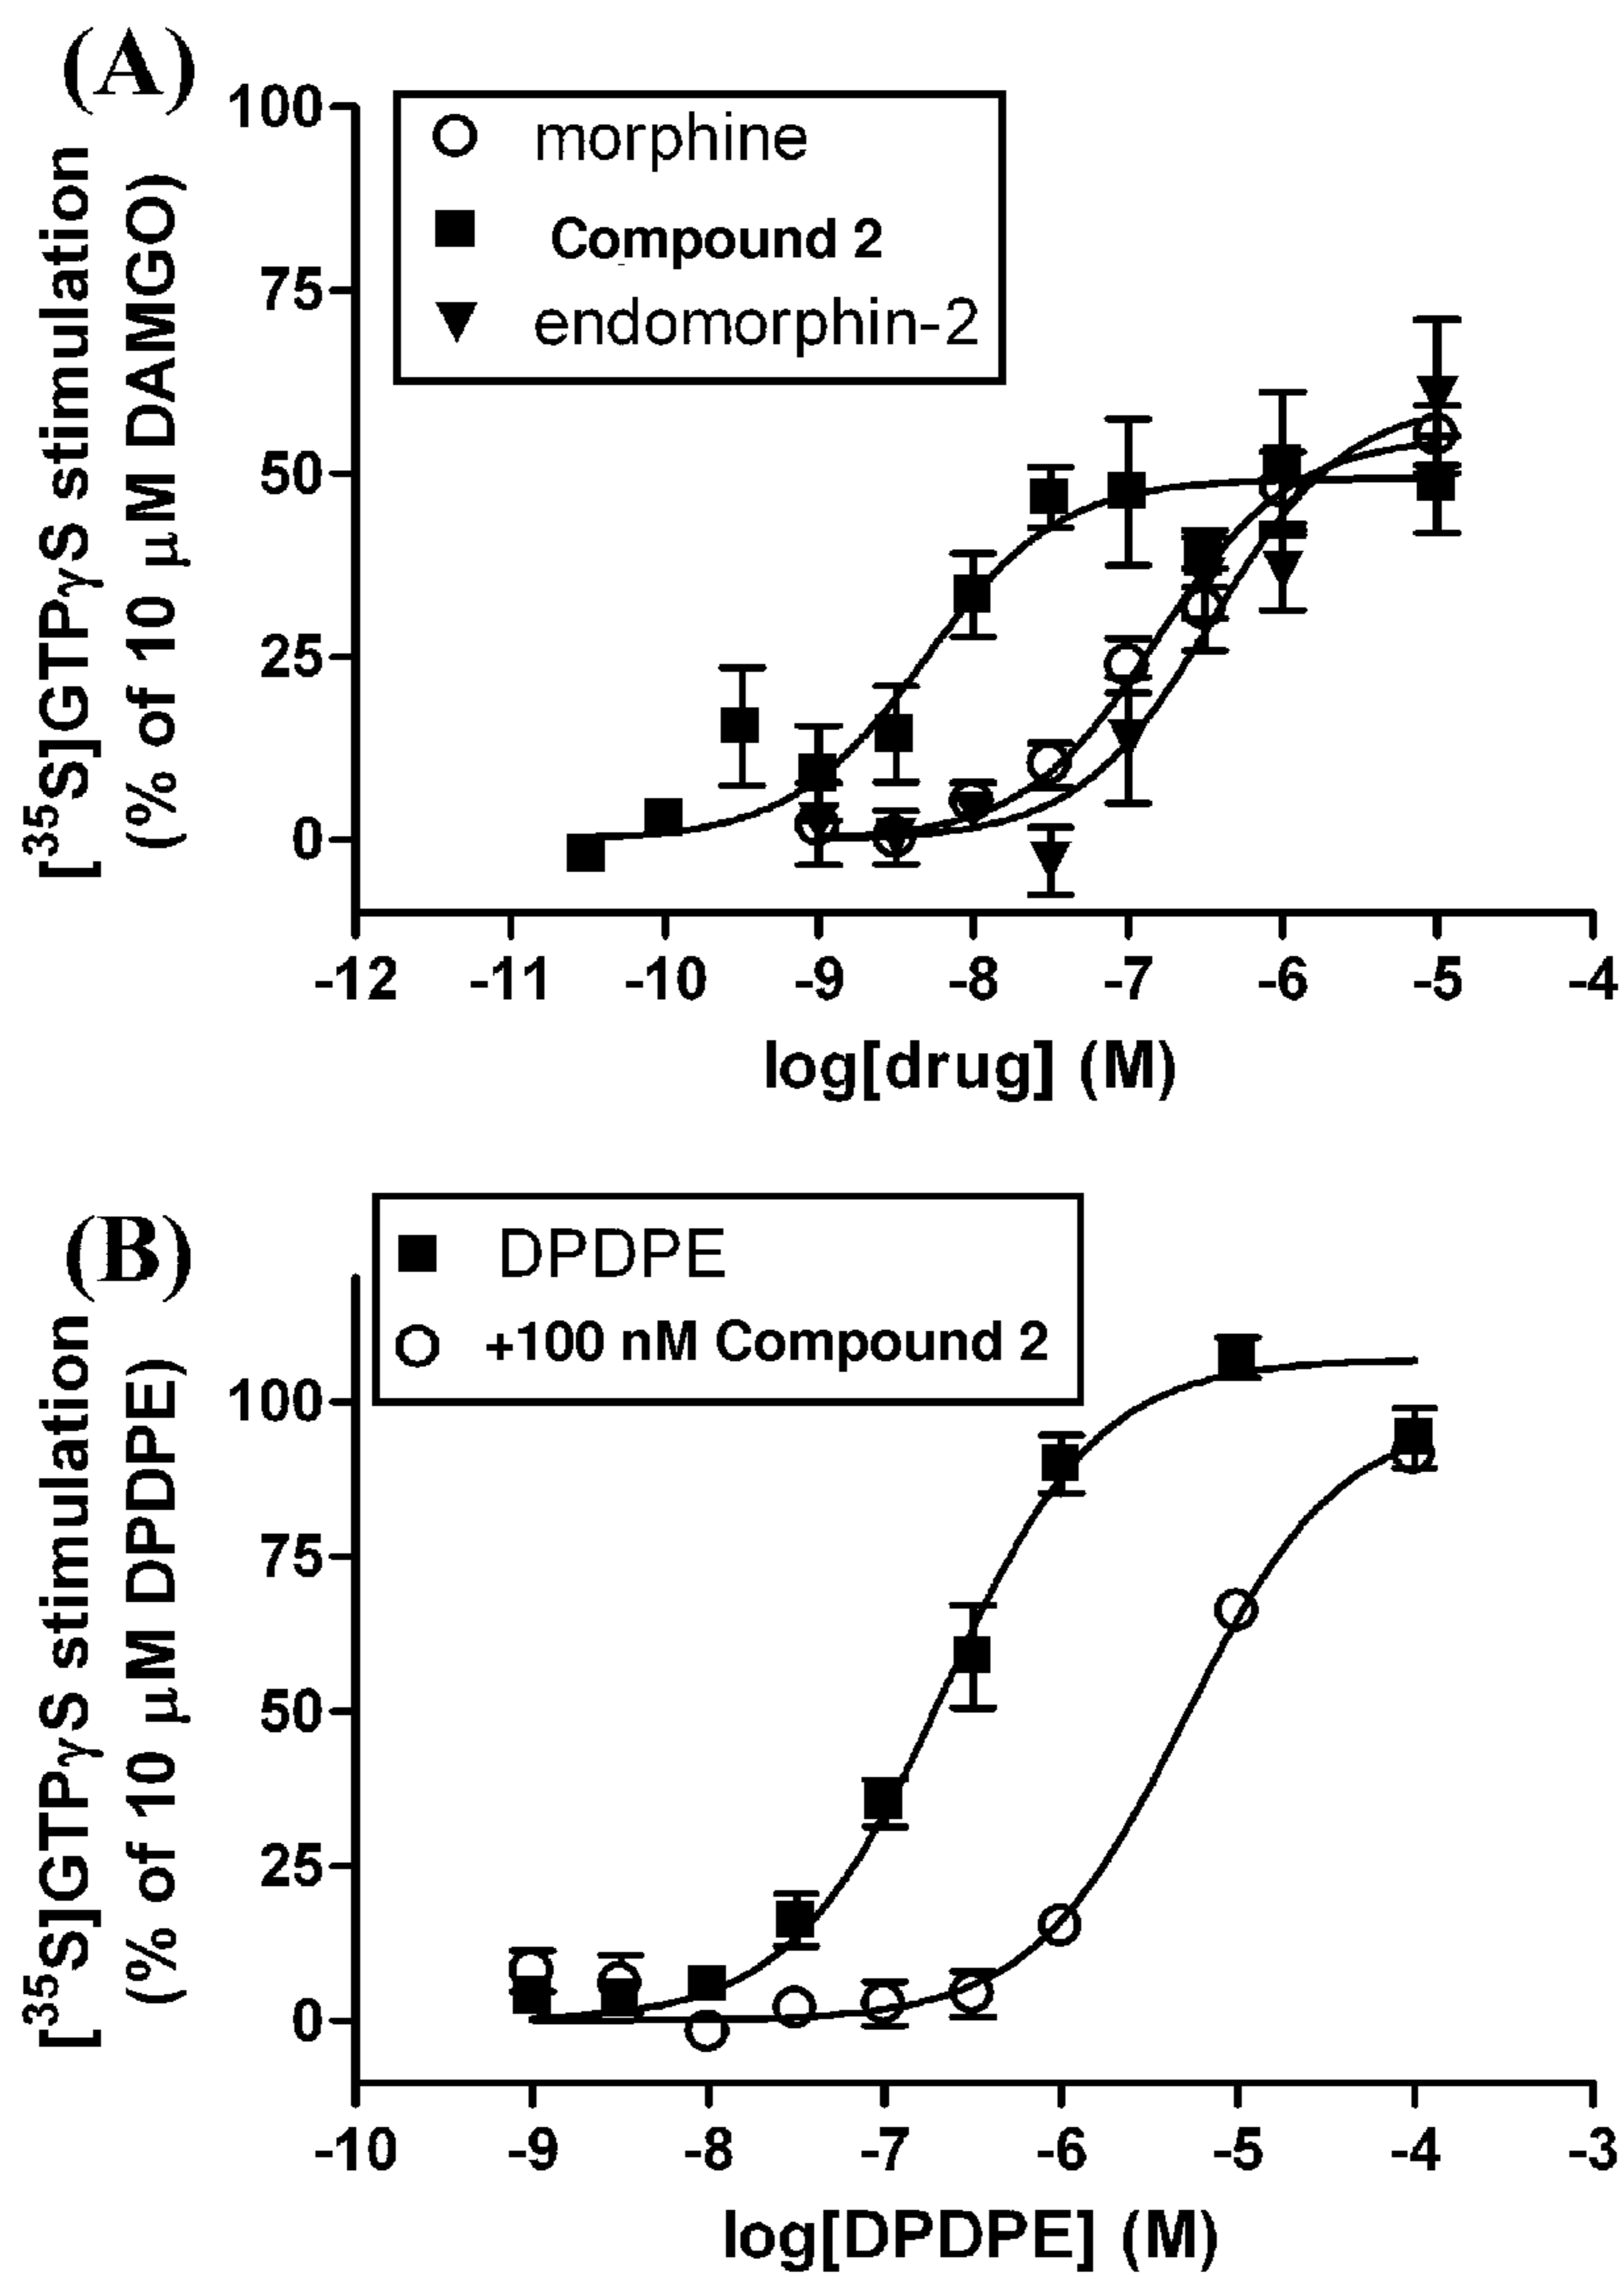 (A)
[35S]GTPγS stimulation
(% of 10 μM DAMGO)
100
75
50
25
0
morphine
Compound 2
endomorphin-2
-12 -11 -10 -9 -8 -7 -6 -5 -4
log[drug] (M)
(B)
[35S]GTPγS stimulation
(% of 10 μM DPDPE)
100
75
50
25
0
DPDPE
+100 nM Compound 2
-10 -9 -8 -7 -6 -5 -4 -3
log[DPDPE] (M)